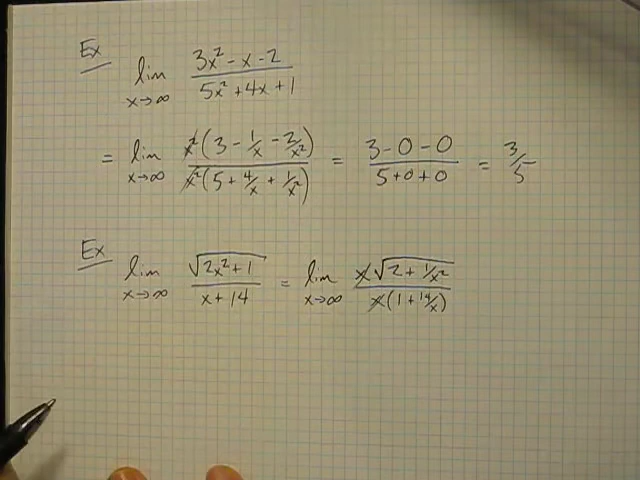 Ex
lim x→∞ (3x² - x - 2)/(5x² + 4x + 1)
= lim x→∞ x²(3 - 1/x - 2/x²)/x²(5 + 4/x + 1/x²) = (3 - 0 - 0)/(5 + 0 + 0) = 3/5
Ex
lim x→∞ √(2x² + 1)/(x + 14) = lim x→∞ x√(2 + 1/x²)/x(1 + 14/x)